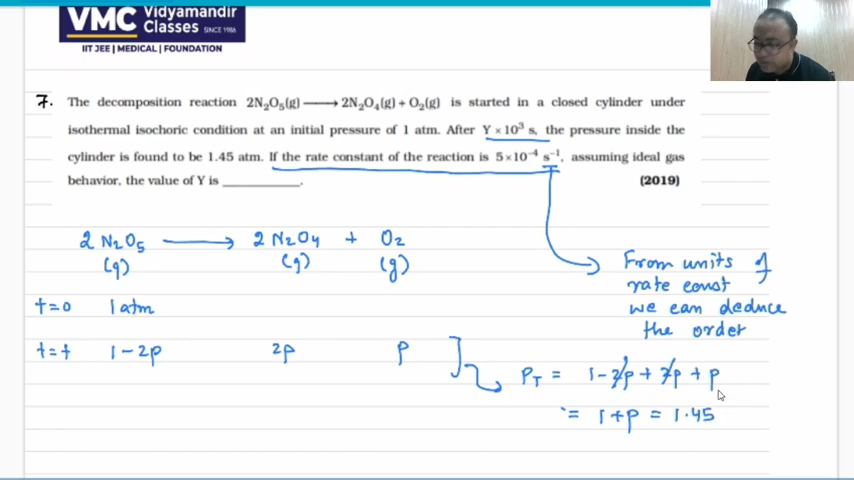 VMC Vidyamandir
Classes SINCE 1986
IIT JEE | MEDICAL | FOUNDATION
7. The decomposition reaction 2N₂O₅(g) ⟶ 2N₂O₄(g) + O₂(g) is started in a closed cylinder under
isothermal isochoric condition at an initial pressure of 1 atm. After Y × 10³ s, the pressure inside the
cylinder is found to be 1.45 atm. If the rate constant of the reaction is 5×10⁻⁴ s⁻¹, assuming ideal gas
behavior, the value of Y is __________. (2019)
2 N₂O₅ ⟶ 2 N₂O₄ + O₂
(g) (g) (g)
From units of
rate const
we can deduce
the order
t=0 1 atm
t=t 1-2p 2p p
P_T = 1-2p+2p+p
= 1+p = 1.45